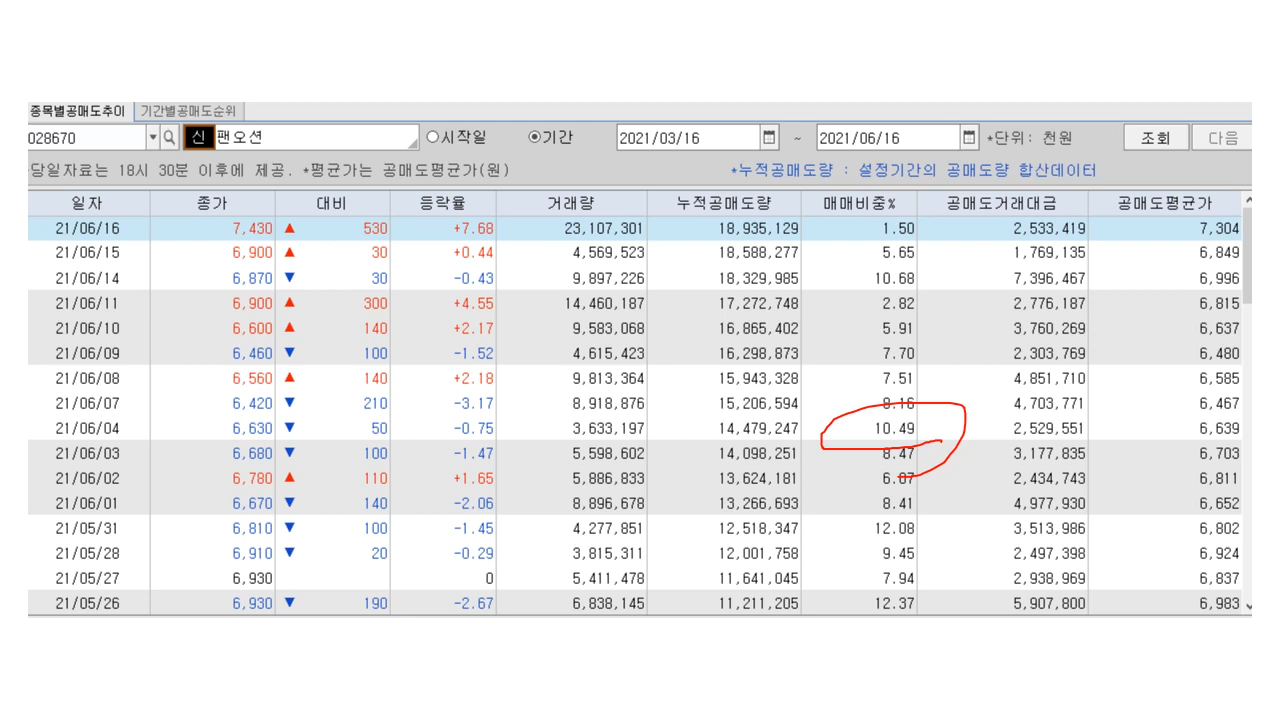 종목별공매도추이 기간별공매도순위
028670 신 팬오션 시작일 기간 2021/03/16 ~ 2021/06/16 *단위: 천원 조회 다음
당일자료는 18시 30분 이후에 제공. *평균가는 공매도평균가(원) *누적공매도량 : 설정기간의 공매도량 합산데이터
일자 종가 대비 등락율 거래량 누적공매도량 매매비중% 공매도거래대금 공매도평균가
21/06/16 7,430 ▲ 530 +7.68 23,107,301 18,935,129 1.50 2,533,419 7,304
21/06/15 6,900 ▲ 30 +0.44 4,569,523 18,588,277 5.65 1,769,135 6,849
21/06/14 6,870 ▼ 30 -0.43 9,897,226 18,329,985 10.68 7,396,467 6,996
21/06/11 6,900 ▲ 300 +4.55 14,460,187 17,272,748 2.82 2,776,187 6,815
21/06/10 6,600 ▲ 140 +2.17 9,583,068 16,865,402 5.91 3,760,269 6,637
21/06/09 6,460 ▼ 100 -1.52 4,615,423 16,298,873 7.70 2,303,769 6,480
21/06/08 6,560 ▲ 140 +2.18 9,813,364 15,943,328 7.51 4,851,710 6,585
21/06/07 6,420 ▼ 210 -3.17 8,918,876 15,206,594 8.16 4,703,771 6,467
21/06/04 6,630 ▼ 50 -0.75 3,633,197 14,479,247 10.49 2,529,551 6,639
21/06/03 6,680 ▼ 100 -1.47 5,598,602 14,098,251 8.47 3,177,835 6,703
21/06/02 6,780 ▲ 110 +1.65 5,886,833 13,624,181 6.07 2,434,743 6,811
21/06/01 6,670 ▼ 140 -2.06 8,896,678 13,266,693 8.41 4,977,930 6,652
21/05/31 6,810 ▼ 100 -1.45 4,277,851 12,518,347 12.08 3,513,986 6,802
21/05/28 6,910 ▼ 20 -0.29 3,815,311 12,001,758 9.45 2,497,398 6,924
21/05/27 6,930 0 5,411,478 11,641,045 7.94 2,938,969 6,837
21/05/26 6,930 ▼ 190 -2.67 6,838,145 11,211,205 12.37 5,907,800 6,983